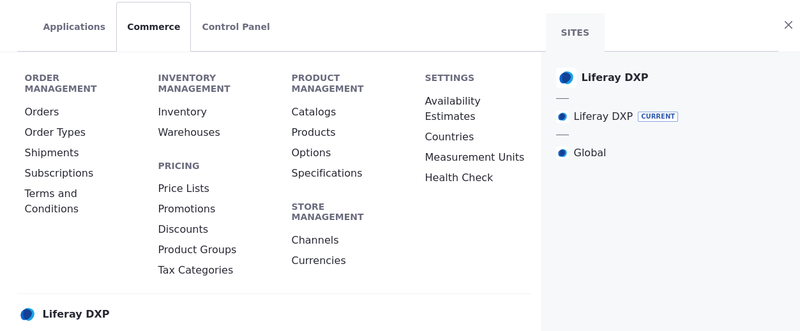 Applications
Commerce
Control Panel
SITES
ORDER
MANAGEMENT
Orders
Order Types
Shipments
Subscriptions
Terms and
Conditions
INVENTORY
MANAGEMENT
Inventory
Warehouses
PRICING
Price Lists
Promotions
Discounts
Product Groups
Tax Categories
PRODUCT
MANAGEMENT
Catalogs
Products
Options
Specifications
STORE
MANAGEMENT
Channels
Currencies
SETTINGS
Availability
Estimates
Countries
Measurement Units
Health Check
Liferay DXP
Liferay DXP CURRENT
Global
Liferay DXP